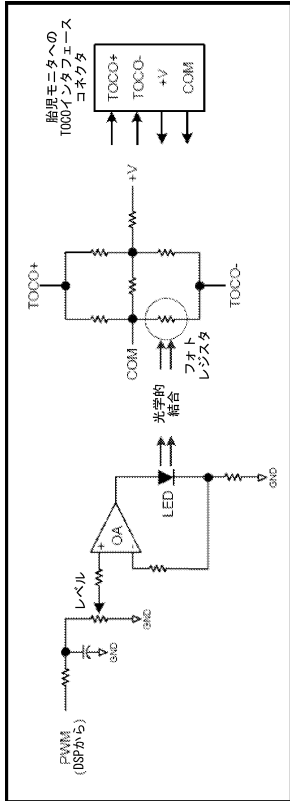 PWM
(DSPから)
GND
レベル
GND
+
-
OA
LED
GND
光学的
結合
フォト
レジスタ
COM
TOCO+
TOCO-
+V
胎児モニタへの
TOCOインタフェース
コネクタ
TOCO+
TOCO-
+V
COM